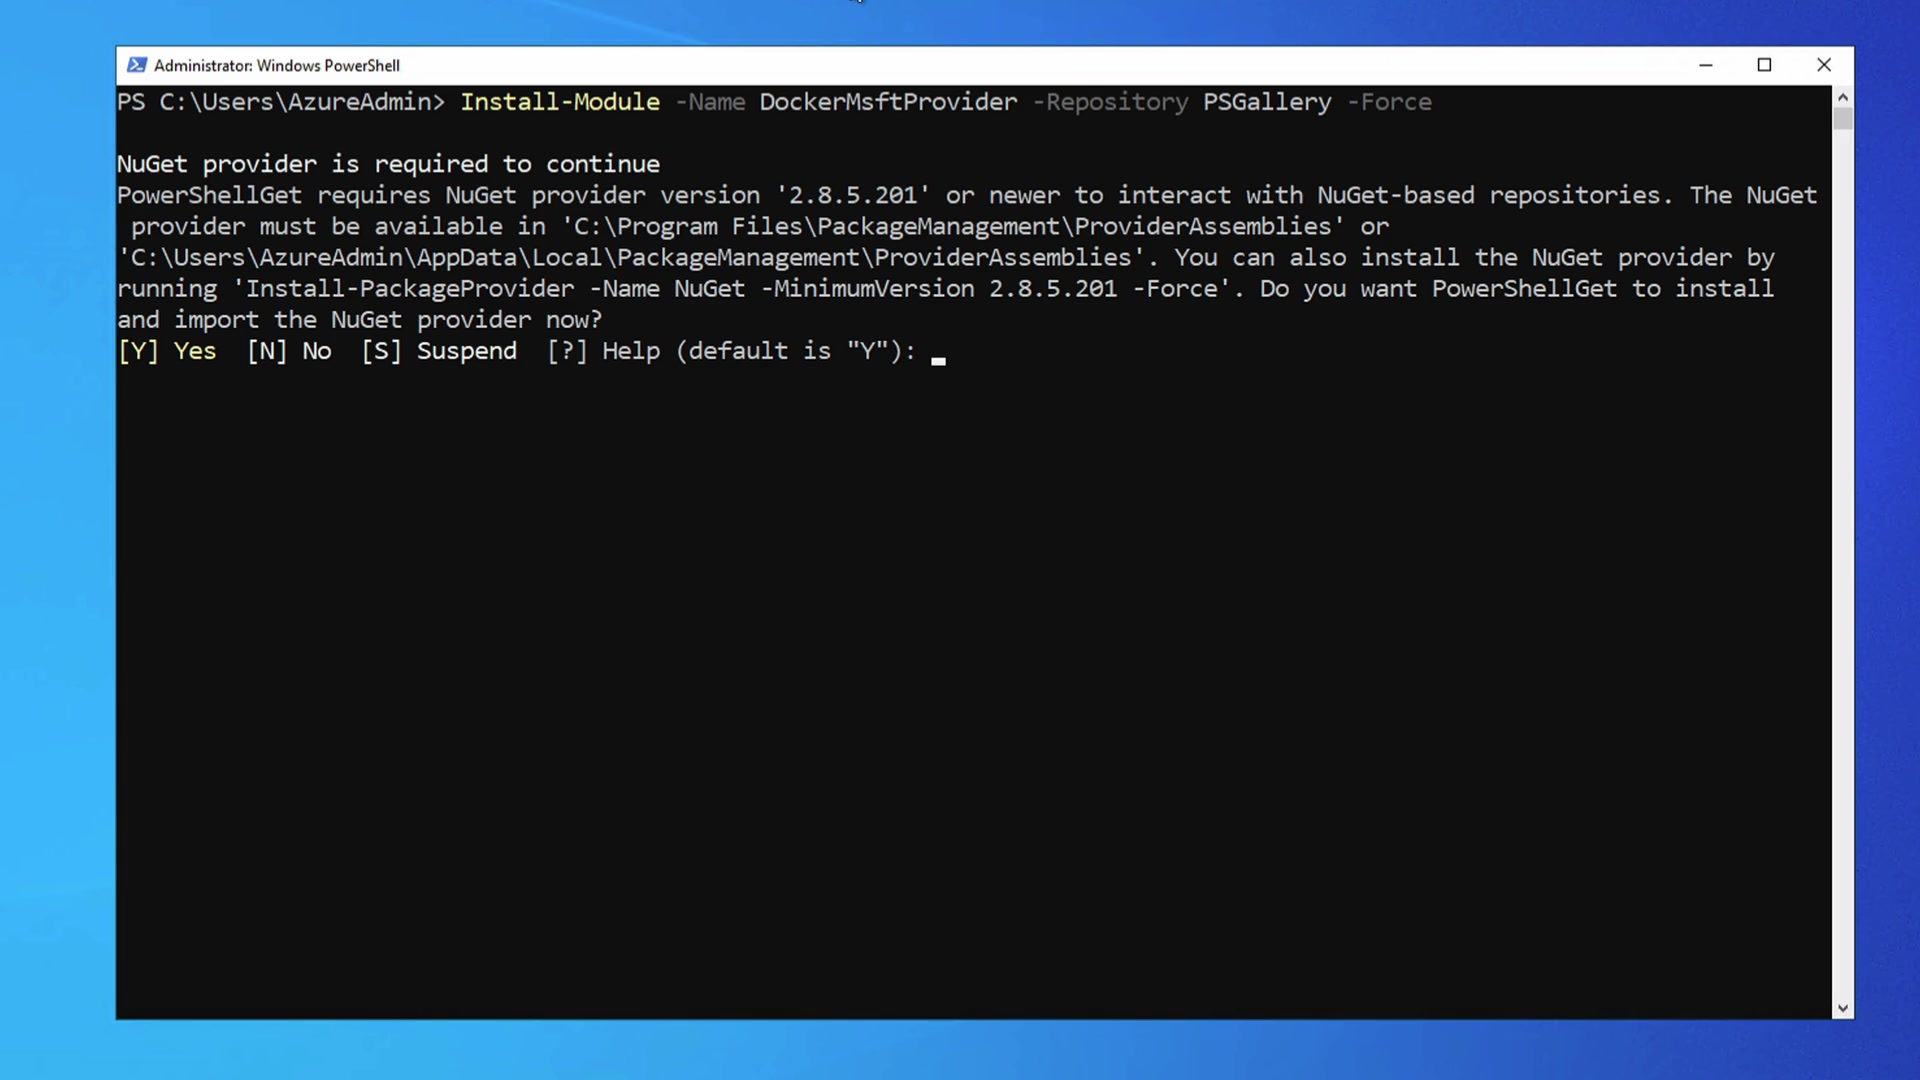 Administrator: Windows PowerShell
PS C:\Users\AzureAdmin> Install-Module -Name DockerMsftProvider -Repository PSGallery -Force
NuGet provider is required to continue
PowerShellGet requires NuGet provider version '2.8.5.201' or newer to interact with NuGet-based repositories. The NuGet
 provider must be available in 'C:\Program Files\PackageManagement\ProviderAssemblies' or
'C:\Users\AzureAdmin\AppData\Local\PackageManagement\ProviderAssemblies'. You can also install the NuGet provider by
running 'Install-PackageProvider -Name NuGet -MinimumVersion 2.8.5.201 -Force'. Do you want PowerShellGet to install
and import the NuGet provider now?
[Y] Yes  [N] No  [S] Suspend  [?] Help (default is "Y"): _